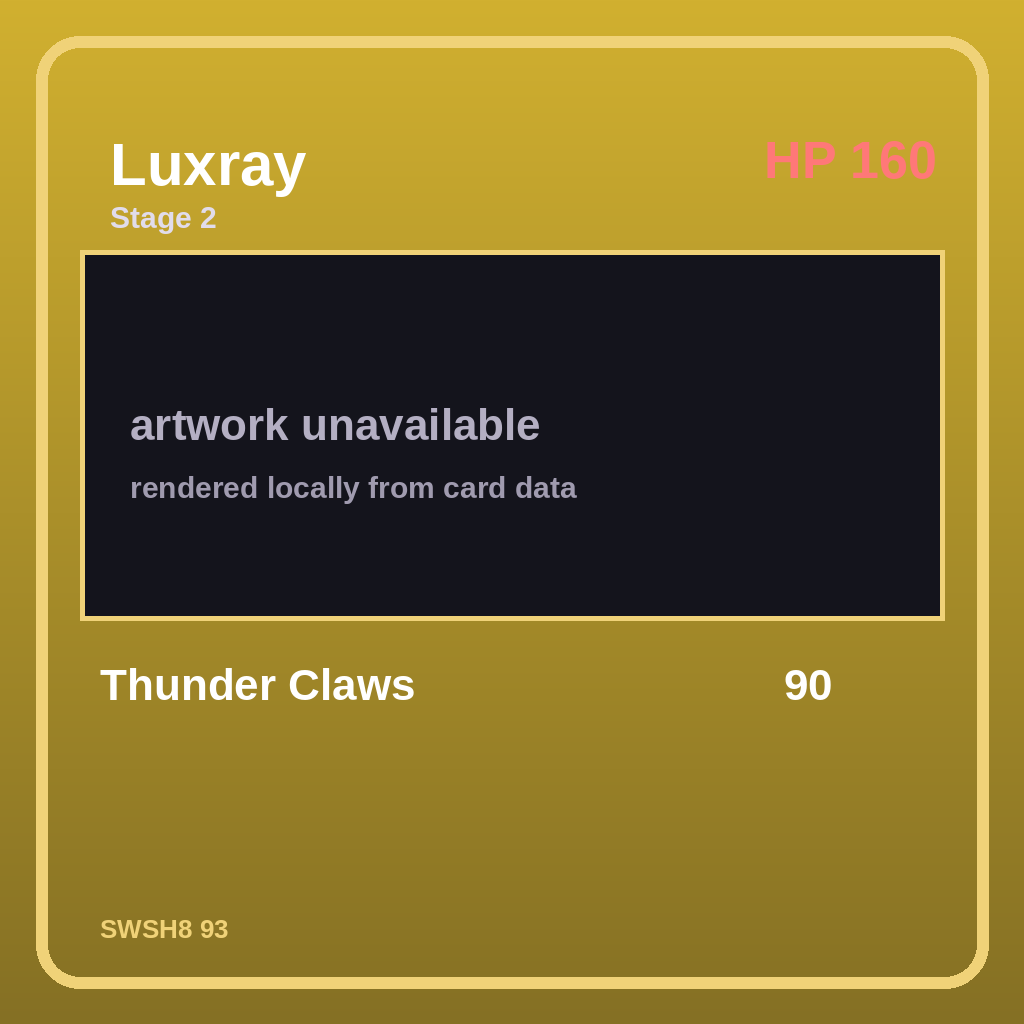 Luxray
HP 160
Stage 2
artwork unavailable
rendered locally from card data
Thunder Claws 90
SWSH8 93